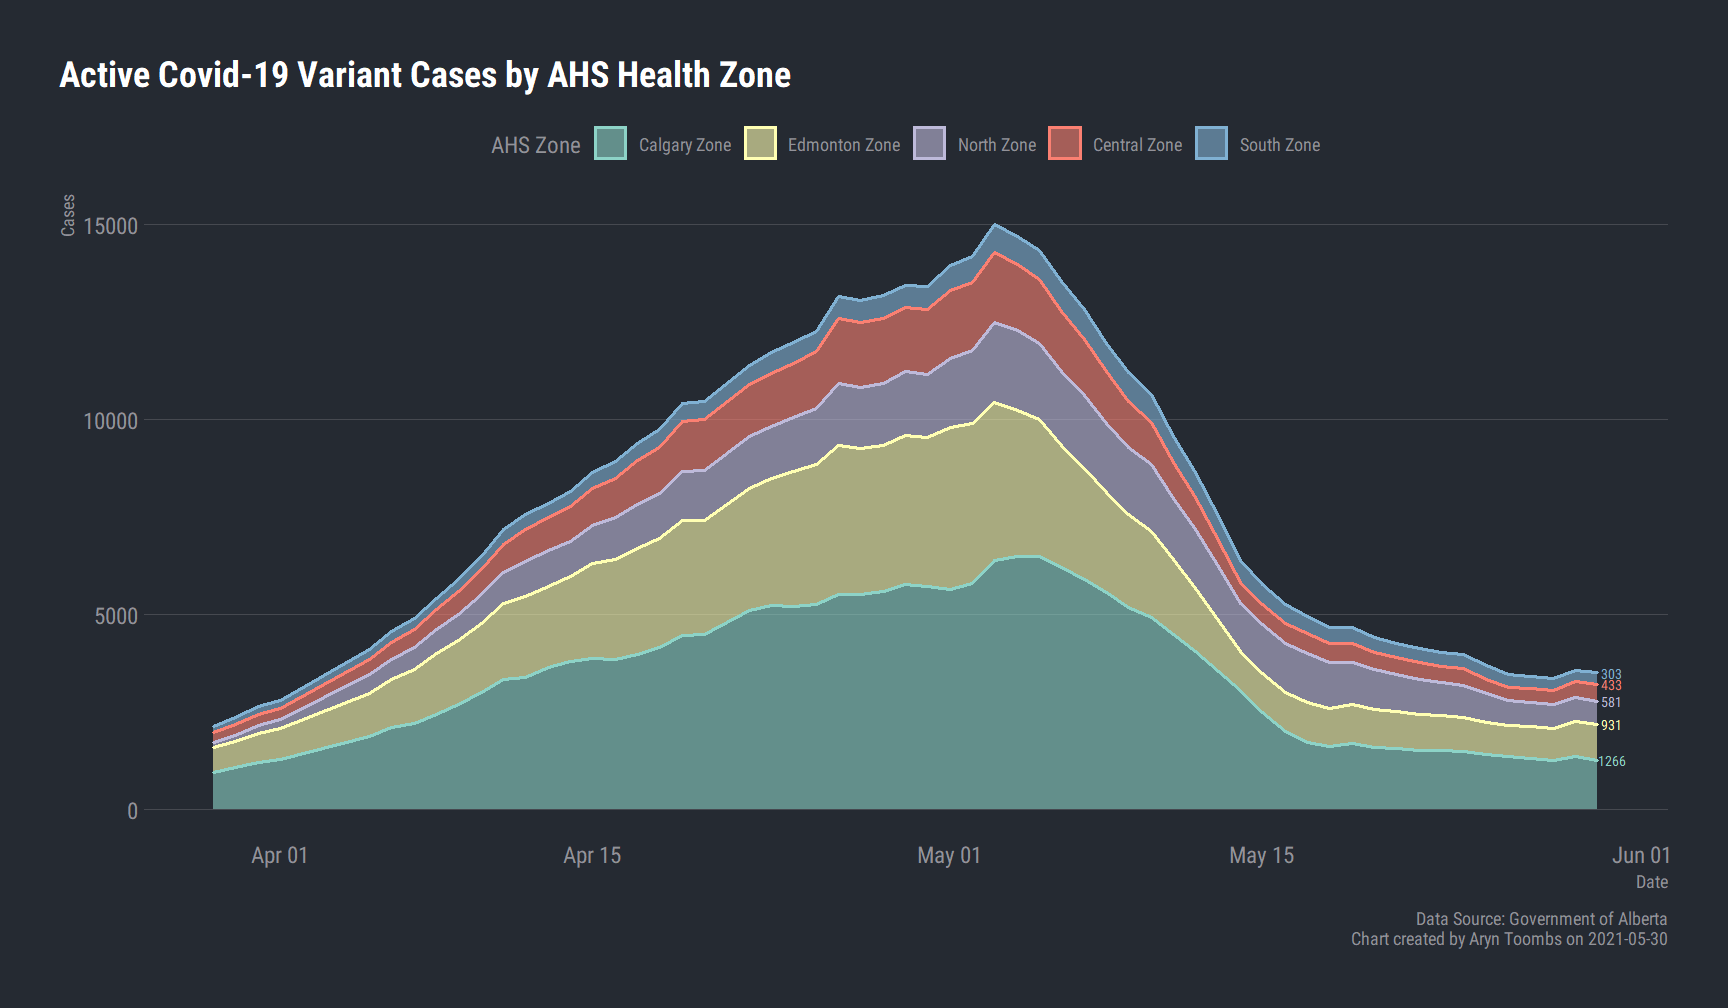 Active Covid-19 Variant Cases by AHS Health Zone
AHS Zone Calgary Zone Edmonton Zone North Zone Central Zone South Zone
Cases
15000
10000
5000
0
303
433
581
931
1266
Apr 01 Apr 15 May 01 May 15 Jun 01
Date
Data Source: Government of Alberta
Chart created by Aryn Toombs on 2021-05-30